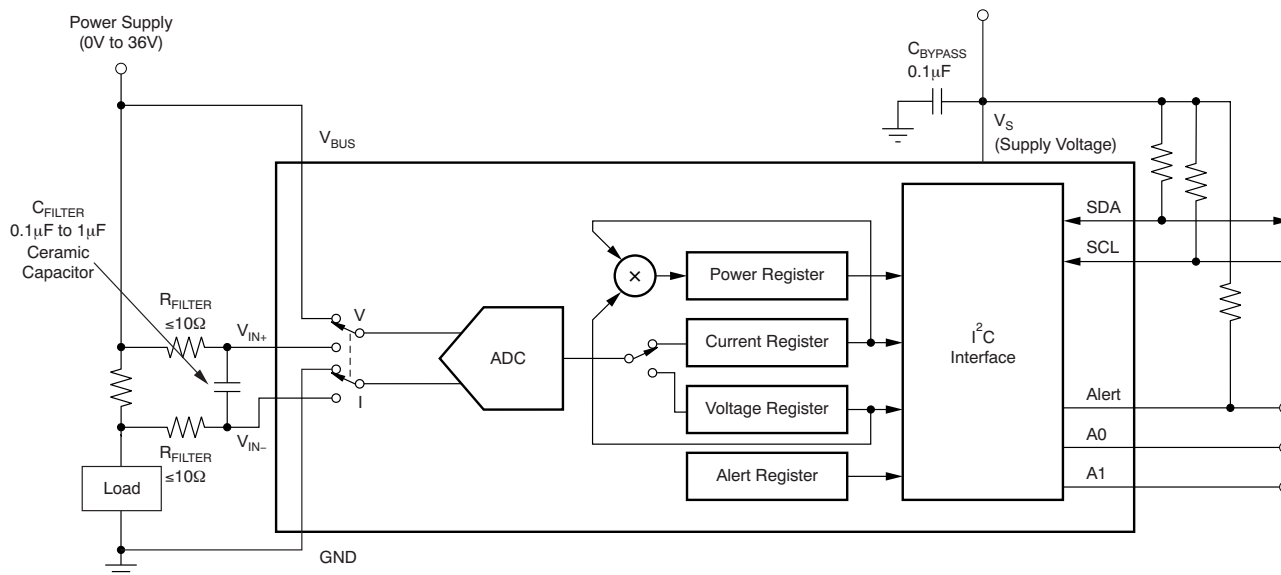 Power Supply
(0V to 36V)
C_BYPASS
0.1μF
V_S
(Supply Voltage)
V_BUS
C_FILTER
0.1μF to 1μF
Ceramic
Capacitor
R_FILTER
≤10Ω
V_IN+
V
I
V_IN–
R_FILTER
≤10Ω
Load
GND
ADC
×
Power Register
Current Register
Voltage Register
Alert Register
I²C
Interface
SDA
SCL
Alert
A0
A1